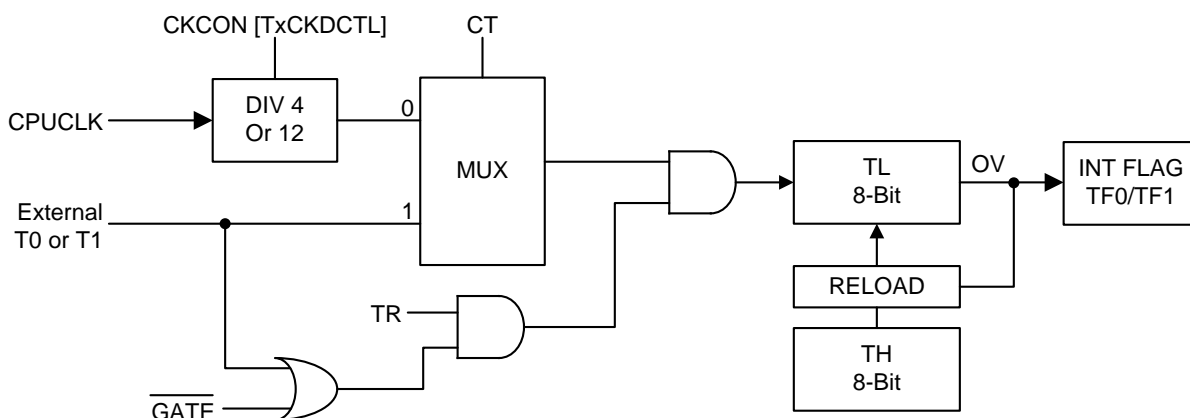 CKCON [TxCKDCTL]
CT
CPUCLK
DIV 4
Or 12
0
MUX
External
T0 or T1
1
TL
8-Bit
OV
INT FLAG
TF0/TF1
RELOAD
TR
TH
8-Bit
GATE